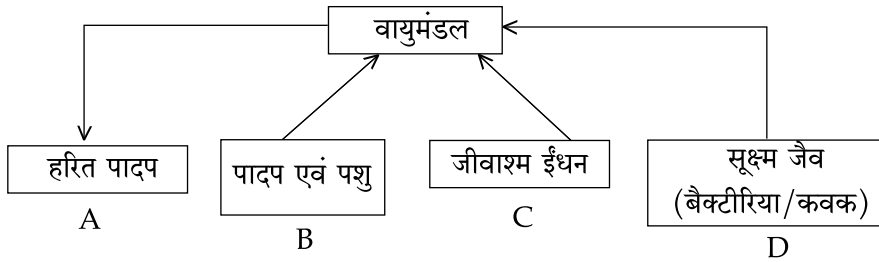 वायुमंडल
हरित पादप
पादप एवं पशु
जीवाश्म ईंधन
सूक्ष्म जैव
(बैक्टीरिया/कवक)
A
B
C
D